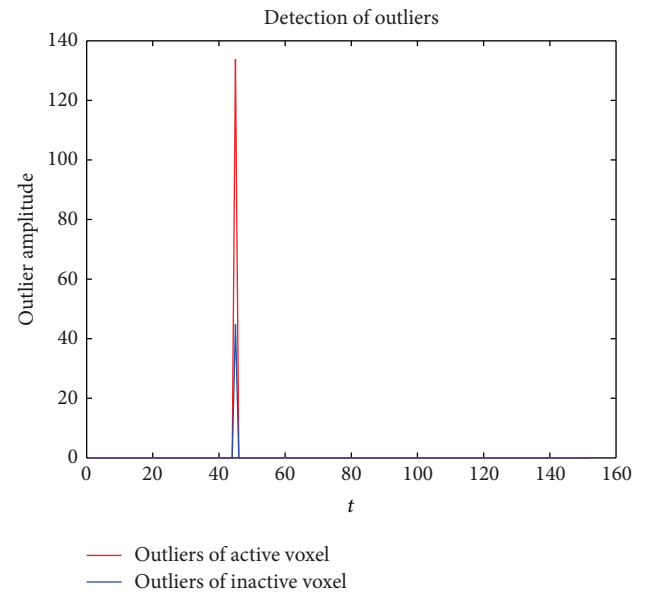 Detection of outliers
140
120
100
80
60
40
20
0
Outlier amplitude
0 20 40 60 80 100 120 140 160
t
Outliers of active voxel
Outliers of inactive voxel